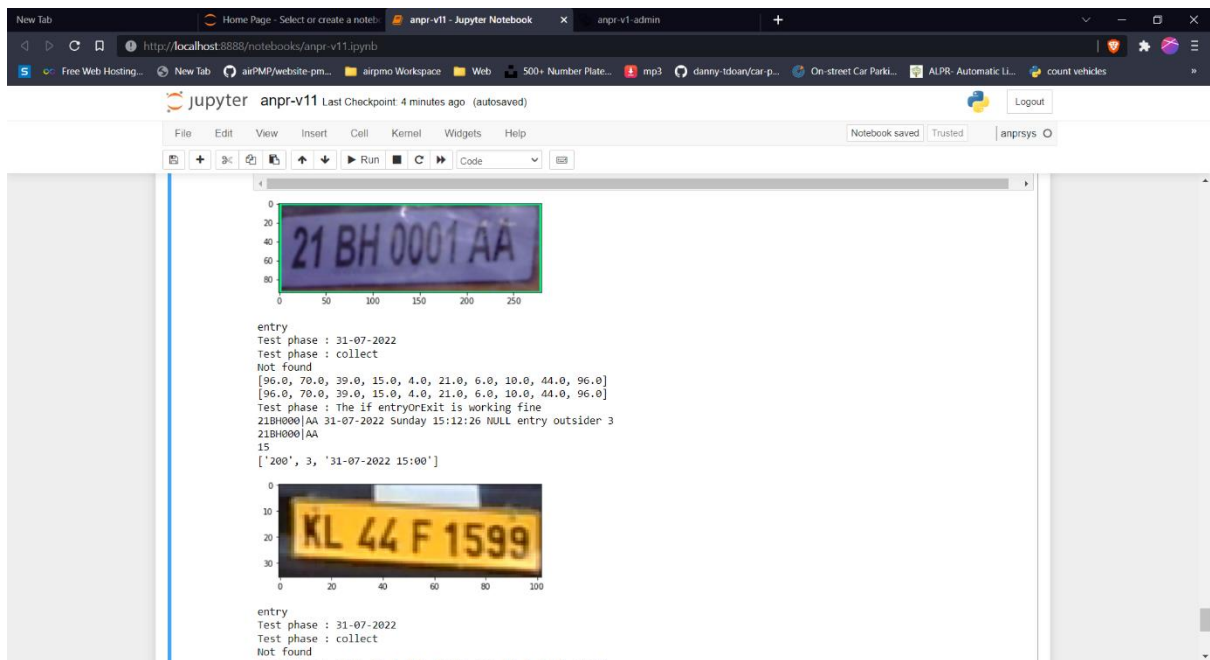 New Tab
Home Page - Select or create a noteb
anpr-v11 - Jupyter Notebook
anpr-v1-admin
http://localhost:8888/notebooks/anpr-v11.ipynb
Free Web Hosting... New Tab airPMP/website-pm... airpmo Workspace Web 500+ Number Plate... mp3 danny-tdoan/car-p... On-street Car Parki... ALPR- Automatic Li... count vehicles
jupyter anpr-v11 Last Checkpoint: 4 minutes ago (autosaved)
Logout
File Edit View Insert Cell Kernel Widgets Help
Notebook saved Trusted anprsys
Run Code
0
20
40
60
80
21 BH 0001 AA
0 50 100 150 200 250
entry
Test phase : 31-07-2022
Test phase : collect
Not found
[96.0, 70.0, 39.0, 15.0, 4.0, 21.0, 6.0, 10.0, 44.0, 96.0]
[96.0, 70.0, 39.0, 15.0, 4.0, 21.0, 6.0, 10.0, 44.0, 96.0]
Test phase : The if entryOrExit is working fine
21BH000|AA 31-07-2022 Sunday 15:12:26 NULL entry outsider 3
21BH000|AA
15
['200', 3, '31-07-2022 15:00']
0
10
20
30
KL 44 F 1599
0 20 40 60 80 100
entry
Test phase : 31-07-2022
Test phase : collect
Not found